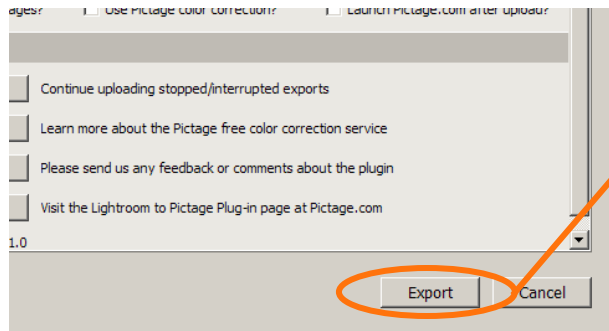 ages? Use Pictage color correction? Launch Pictage.com after upload?
Continue uploading stopped/interrupted exports
Learn more about the Pictage free color correction service
Please send us any feedback or comments about the plugin
Visit the Lightroom to Pictage Plug-in page at Pictage.com
1.0
Export Cancel